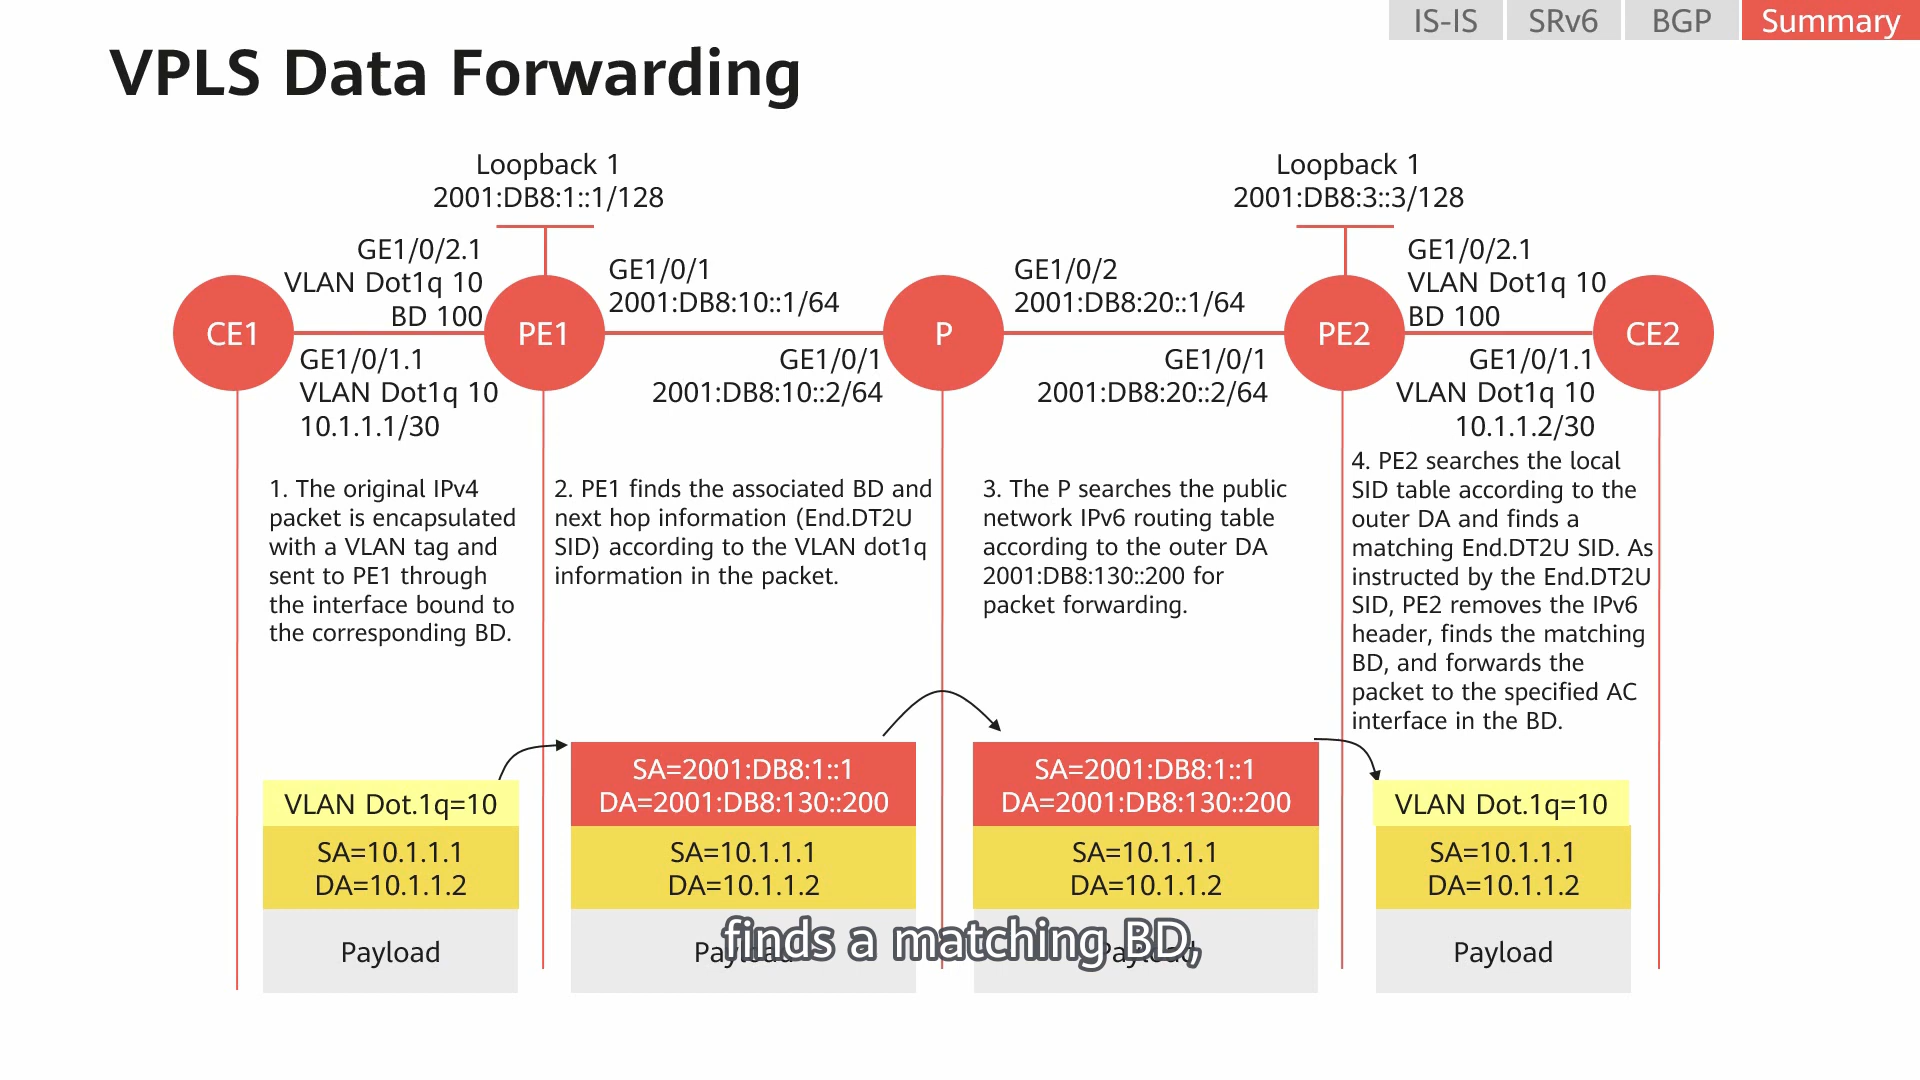 IS-IS
SRv6
BGP
Summary
VPLS Data Forwarding
Loopback 1
2001:DB8:1::1/128
Loopback 1
2001:DB8:3::3/128
GE1/0/2.1
VLAN Dot1q 10
BD 100
GE1/0/1
2001:DB8:10::1/64
GE1/0/2
2001:DB8:20::1/64
GE1/0/2.1
VLAN Dot1q 10
BD 100
CE1
PE1
P
PE2
CE2
GE1/0/1.1
VLAN Dot1q 10
10.1.1.1/30
GE1/0/1
2001:DB8:10::2/64
GE1/0/1
2001:DB8:20::2/64
GE1/0/1.1
VLAN Dot1q 10
10.1.1.2/30
1. The original IPv4
packet is encapsulated
with a VLAN tag and
sent to PE1 through
the interface bound to
the corresponding BD.
2. PE1 finds the associated BD and
next hop information (End.DT2U
SID) according to the VLAN dot1q
information in the packet.
3. The P searches the public
network IPv6 routing table
according to the outer DA
2001:DB8:130::200 for
packet forwarding.
4. PE2 searches the local
SID table according to the
outer DA and finds a
matching End.DT2U SID. As
instructed by the End.DT2U
SID, PE2 removes the IPv6
header, finds the matching
BD, and forwards the
packet to the specified AC
interface in the BD.
VLAN Dot.1q=10
SA=10.1.1.1
DA=10.1.1.2
Payload
SA=2001:DB8:1::1
DA=2001:DB8:130::200
SA=10.1.1.1
DA=10.1.1.2
Payload
SA=2001:DB8:1::1
DA=2001:DB8:130::200
SA=10.1.1.1
DA=10.1.1.2
Payload
VLAN Dot.1q=10
SA=10.1.1.1
DA=10.1.1.2
Payload
finds a matching BD,